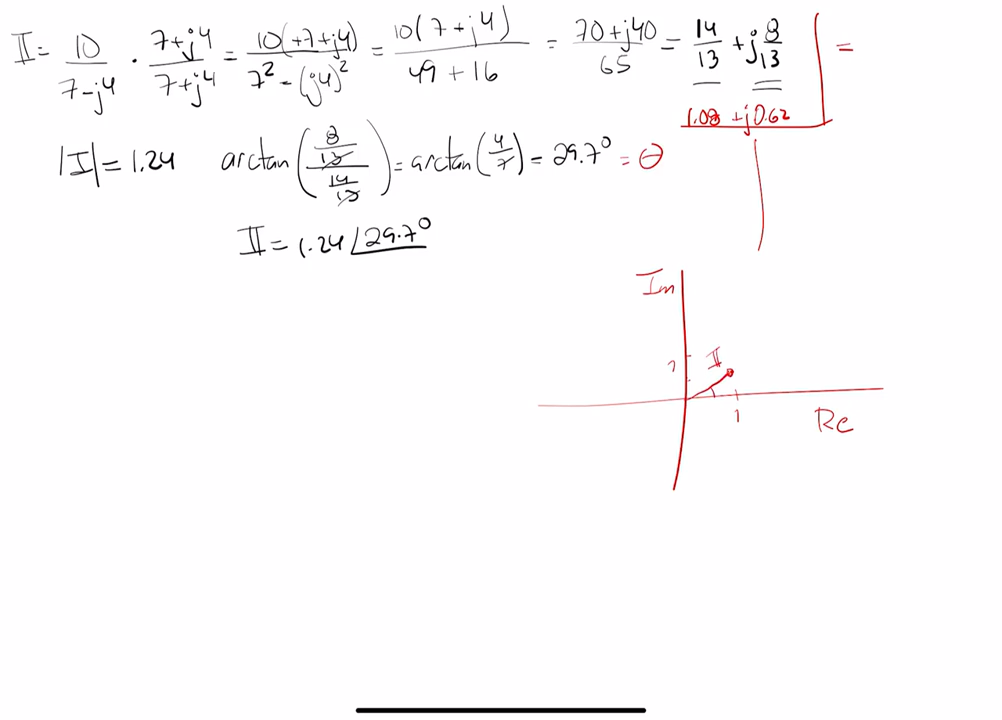 I = 10/(7-j4) · (7+j4)/(7+j4) = 10(+7+j4)/(7² - (j4)²) = 10(7+j4)/(49+16) = (70+j40)/65 = 14/13 + j 8/13 =
1.08 + j0.62
|I| = 1.24 arctan((8/13)/(14/13)) = arctan(4/7) = 29.7° = θ
I = 1.24 ∠29.7°
Im
I
1
Re